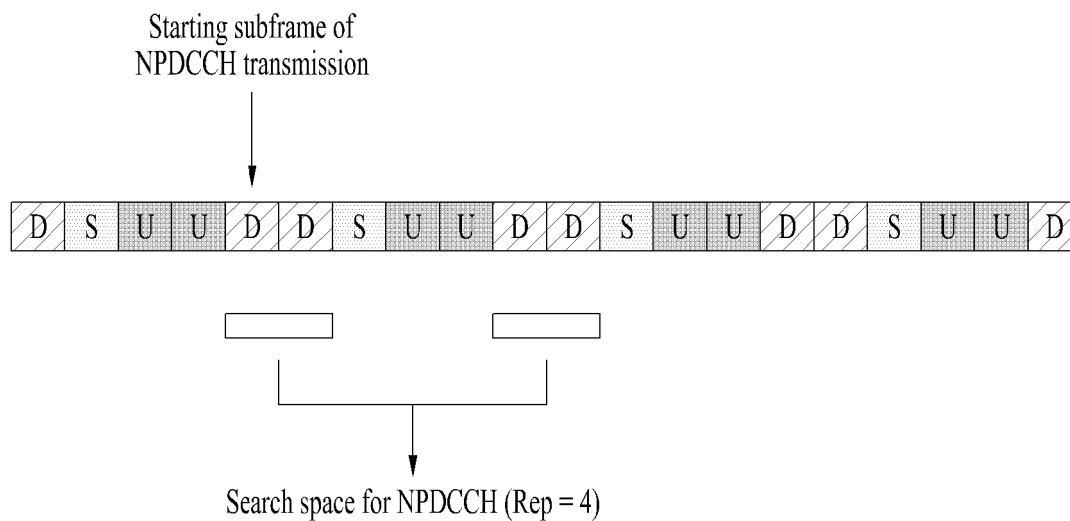 Starting subframe of
NPDCCH transmission
D S U U D D S U U D D S U U D D S U U D
Search space for NPDCCH (Rep = 4)